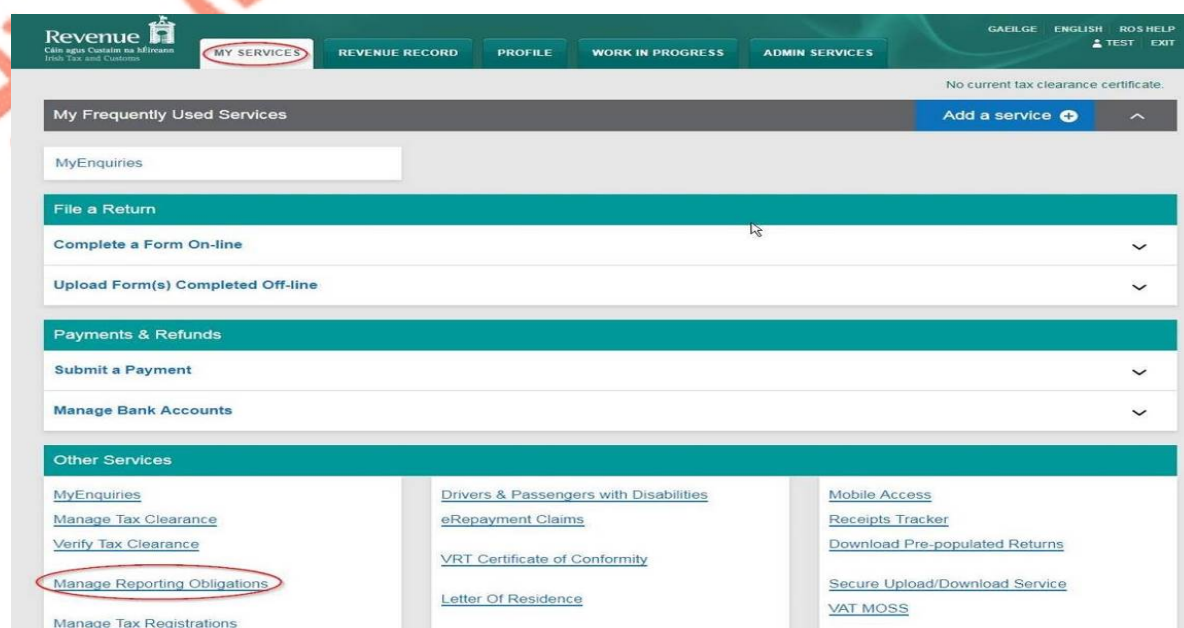 Revenue
Cáin agus Custaim na hÉireann
Irish Tax and Customs
MY SERVICES
REVENUE RECORD
PROFILE
WORK IN PROGRESS
ADMIN SERVICES
GAEILGE ENGLISH ROS HELP
TEST EXIT
No current tax clearance certificate.
My Frequently Used Services
Add a service
MyEnquiries
File a Return
Complete a Form On-line
Upload Form(s) Completed Off-line
Payments & Refunds
Submit a Payment
Manage Bank Accounts
Other Services
MyEnquiries
Manage Tax Clearance
Verify Tax Clearance
Manage Reporting Obligations
Manage Tax Registrations
Drivers & Passengers with Disabilities
eRepayment Claims
VRT Certificate of Conformity
Letter Of Residence
Mobile Access
Receipts Tracker
Download Pre-populated Returns
Secure Upload/Download Service
VAT MOSS